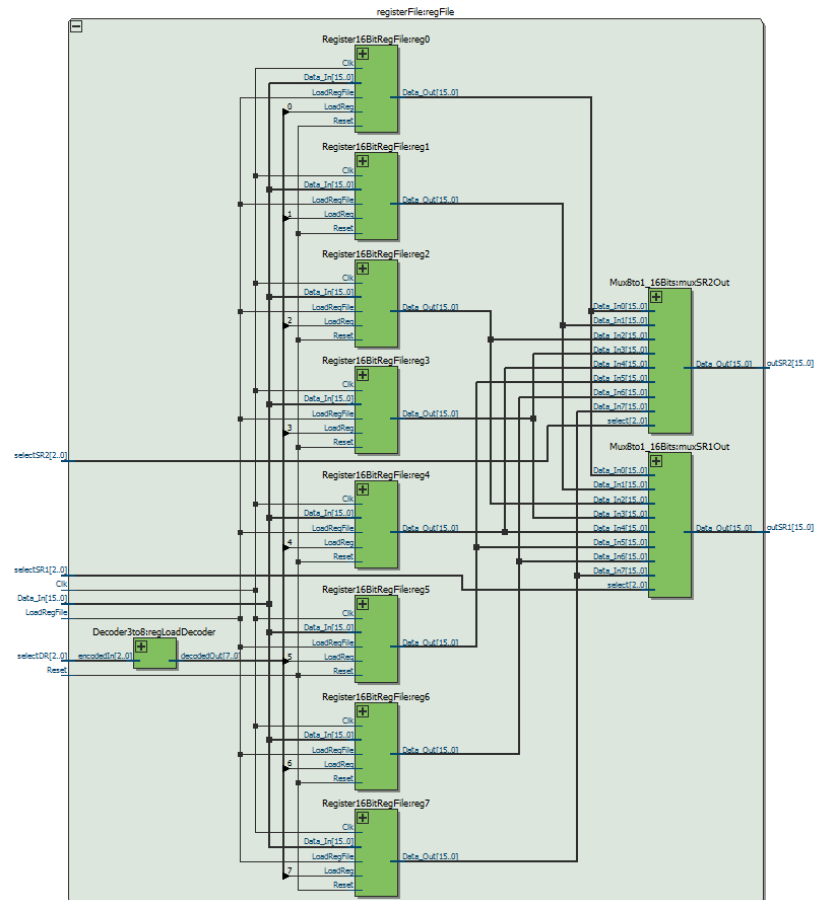 registerFile:regFile
Register16BitRegFile:reg0
Clk
Data_In[15..0]
LoadRegFile
0 LoadReg
Reset
Data_Out[15..0]
Register16BitRegFile:reg1
Clk
Data_In[15..0]
LoadRegFile
1 LoadReg
Reset
Data_Out[15..0]
Register16BitRegFile:reg2
Clk
Data_In[15..0]
LoadRegFile
2 LoadReg
Reset
Data_Out[15..0]
Register16BitRegFile:reg3
Clk
Data_In[15..0]
LoadRegFile
3 LoadReg
Reset
Data_Out[15..0]
Register16BitRegFile:reg4
Clk
Data_In[15..0]
LoadRegFile
4 LoadReg
Reset
Data_Out[15..0]
Register16BitRegFile:reg5
Clk
Data_In[15..0]
LoadRegFile
5 LoadReg
Reset
Data_Out[15..0]
Register16BitRegFile:reg6
Clk
Data_In[15..0]
LoadRegFile
6 LoadReg
Reset
Data_Out[15..0]
Register16BitRegFile:reg7
Clk
Data_In[15..0]
LoadRegFile
7 LoadReg
Reset
Data_Out[15..0]
selectSR2[2..0]
selectSR1[2..0]
Clk
Data_In[15..0]
LoadRegFile
Decoder3to8:regLoadDecoder
selectDR[2..0]
encodedIn[2..0]
decodedOut[7..0]
Reset
Mux8to1_16Bits:muxSR2Out
Data_In0[15..0]
Data_In1[15..0]
Data_In2[15..0]
Data_In3[15..0]
Data_In4[15..0]
Data_In5[15..0]
Data_In6[15..0]
Data_In7[15..0]
select[2..0]
Data_Out[15..0]
outSR2[15..0]
Mux8to1_16Bits:muxSR1Out
Data_In0[15..0]
Data_In1[15..0]
Data_In2[15..0]
Data_In3[15..0]
Data_In4[15..0]
Data_In5[15..0]
Data_In6[15..0]
Data_In7[15..0]
select[2..0]
Data_Out[15..0]
outSR1[15..0]